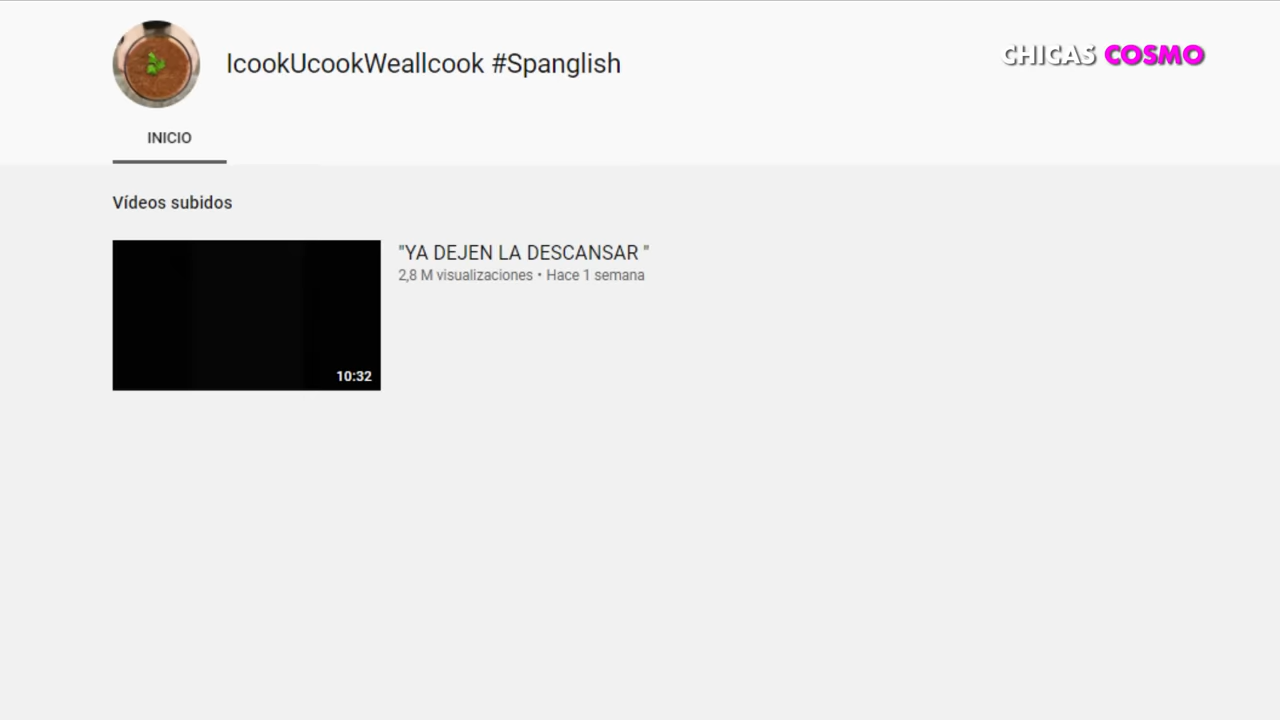 IcookUcookWeallcook #Spanglish
CHICAS COSMO
INICIO
Vídeos subidos
"YA DEJEN LA DESCANSAR "
2,8 M visualizaciones • Hace 1 semana
10:32